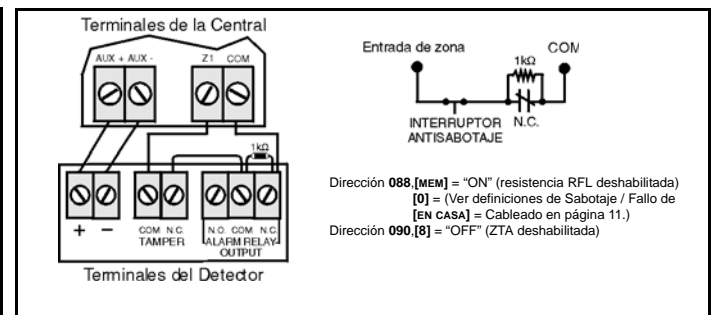 Terminales de la Central
AUX + AUX -
Z1 COM
1kΩ
+ −
COM N.C.
TAMPER
N.O. COM N.C.
ALARM RELAY
OUTPUT
Terminales del Detector
Entrada de zona
COM
1kΩ
INTERRUPTOR
ANTISABOTAJE
N.C.
Dirección 088,[MEM] = “ON” (resistencia RFL deshabilitada)
[0] = (Ver definiciones de Sabotaje / Fallo de
[EN CASA] = Cableado en página 11.)
Dirección 090,[8] = “OFF” (ZTA deshabilitada)